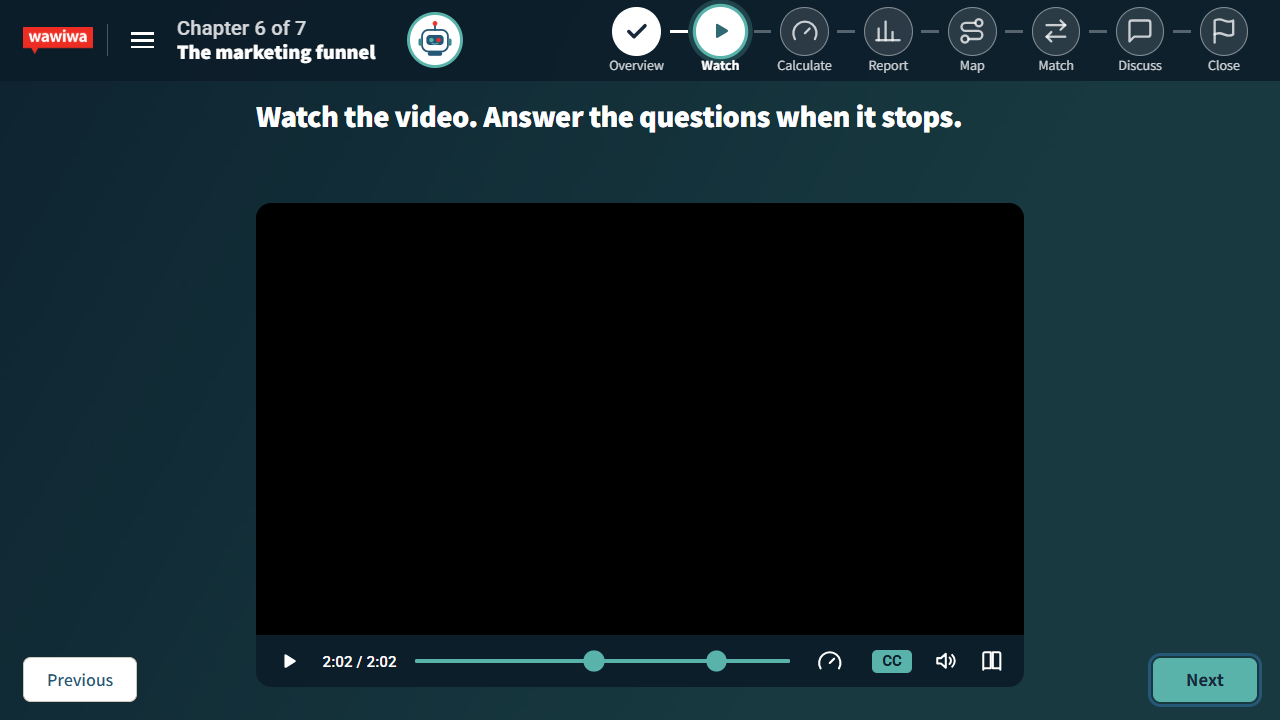 wawiwa
Chapter 6 of 7
The marketing funnel
Overview
Watch
Calculate
Report
Map
Match
Discuss
Close
Watch the video. Answer the questions when it stops.
2:02 / 2:02
CC
Previous
Next